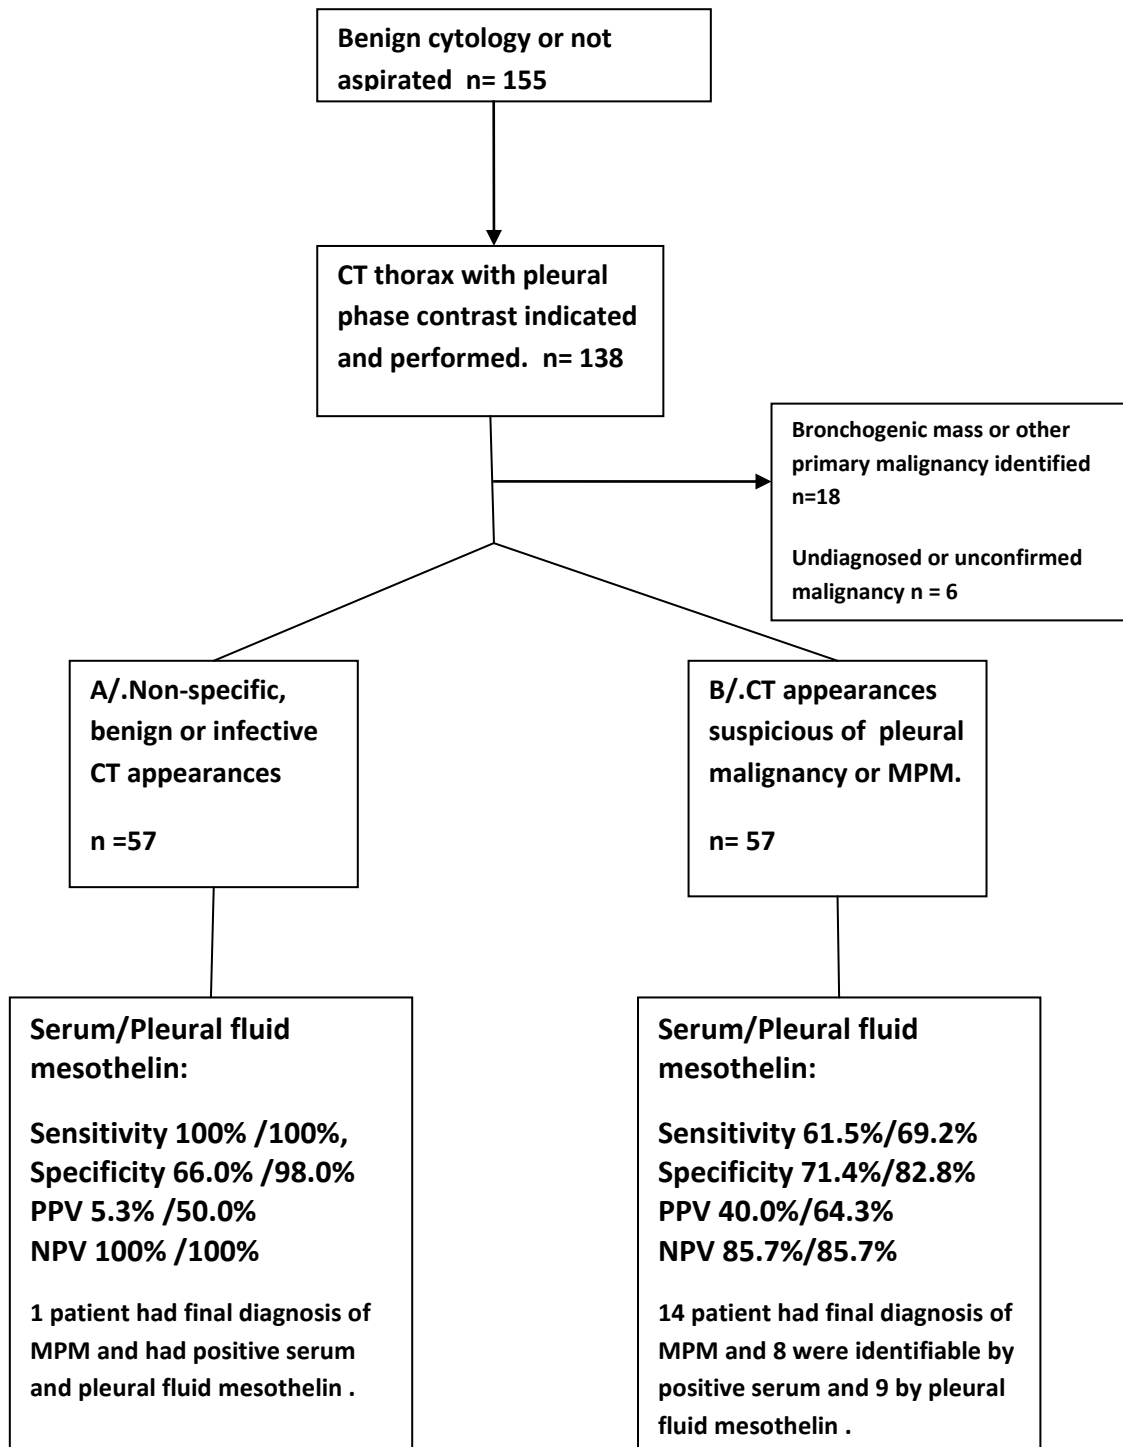 Benign cytology or not
aspirated n= 155
CT thorax with pleural
phase contrast indicated
and performed. n= 138
Bronchogenic mass or other
primary malignancy identified
n=18
Undiagnosed or unconfirmed
malignancy n = 6
A/.Non-specific,
benign or infective
CT appearances
n =57
B/.CT appearances
suspicious of pleural
malignancy or MPM.
n= 57
Serum/Pleural fluid
mesothelin:
Sensitivity 100% /100%,
Specificity 66.0% /98.0%
PPV 5.3% /50.0%
NPV 100% /100%
1 patient had final diagnosis of
MPM and had positive serum
and pleural fluid mesothelin .
Serum/Pleural fluid
mesothelin:
Sensitivity 61.5%/69.2%
Specificity 71.4%/82.8%
PPV 40.0%/64.3%
NPV 85.7%/85.7%
14 patient had final diagnosis of
MPM and 8 were identifiable by
positive serum and 9 by pleural
fluid mesothelin .